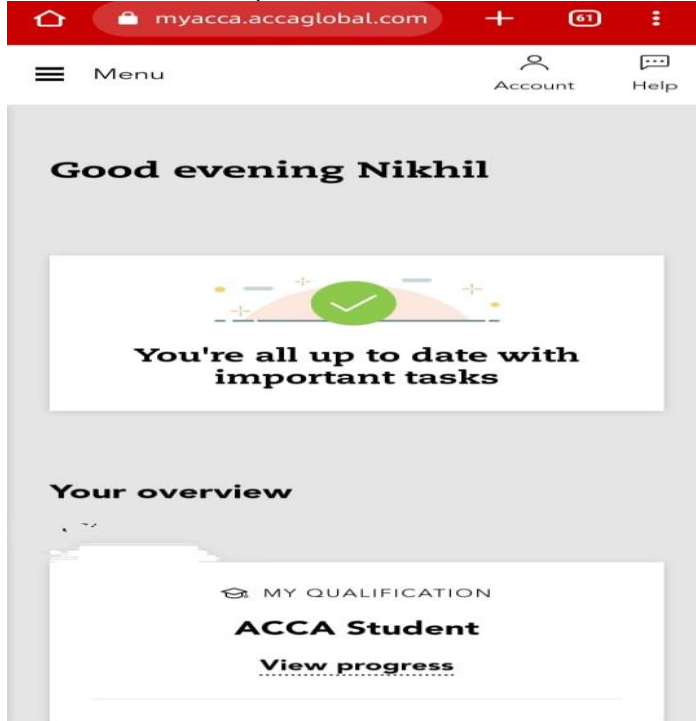 myacca.accaglobal.com
61
Menu
Account
Help
Good evening Nikhil
You're all up to date with
important tasks
Your overview
MY QUALIFICATION
ACCA Student
View progress